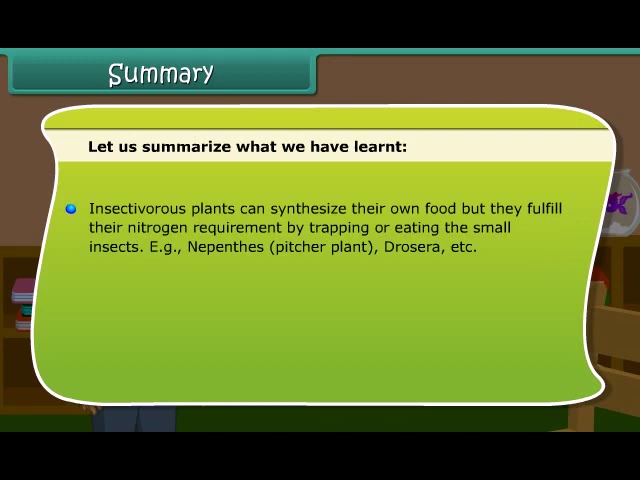 Summary
Let us summarize what we have learnt:
Insectivorous plants can synthesize their own food but they fulfill
their nitrogen requirement by trapping or eating the small
insects. E.g., Nepenthes (pitcher plant), Drosera, etc.